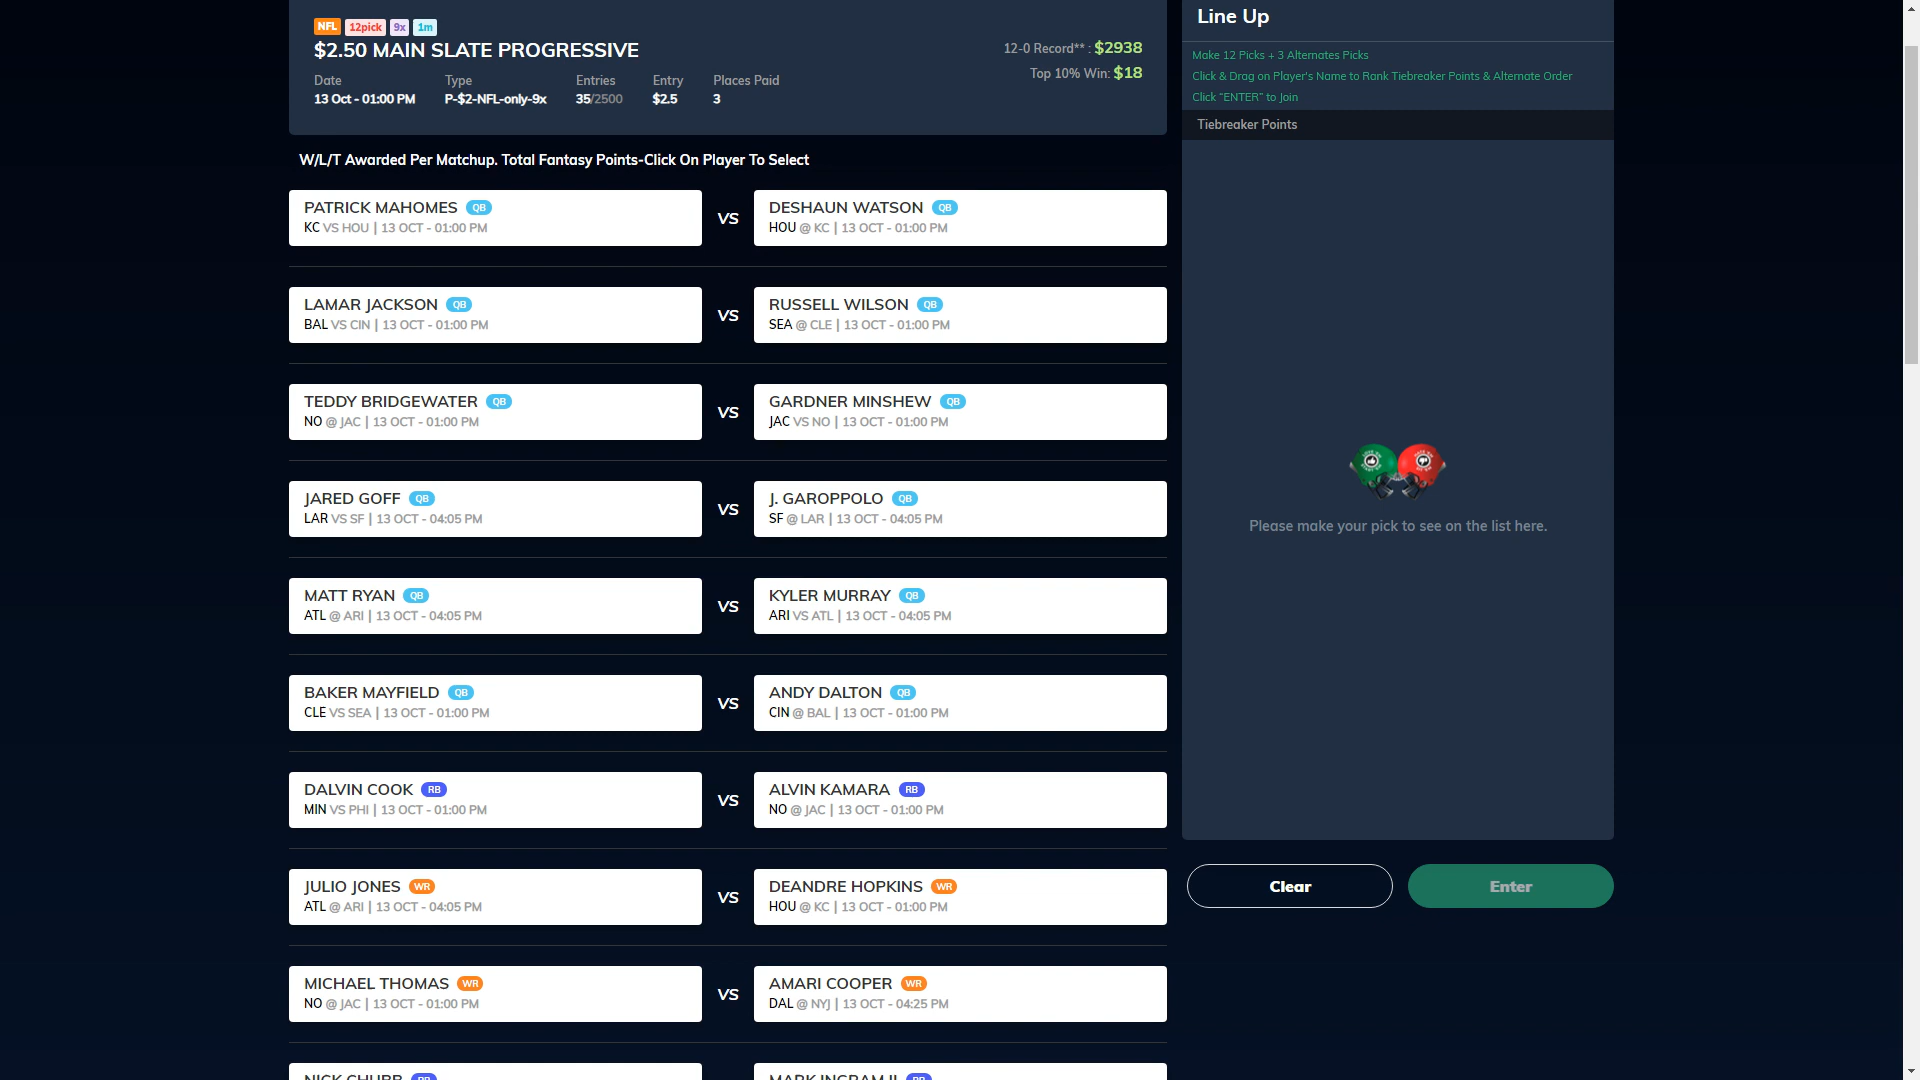 NFL 12pick 9x 1m
$2.50 MAIN SLATE PROGRESSIVE
12-0 Record** : $2938
Top 10% Win: $18
Date Type Entries Entry Places Paid
13 Oct - 01:00 PM P-$2-NFL-only-9x 35/2500 $2.5 3
W/L/T Awarded Per Matchup. Total Fantasy Points-Click On Player To Select
PATRICK MAHOMES QB
KC VS HOU | 13 OCT - 01:00 PM
VS
DESHAUN WATSON QB
HOU @ KC | 13 OCT - 01:00 PM
LAMAR JACKSON QB
BAL VS CIN | 13 OCT - 01:00 PM
VS
RUSSELL WILSON QB
SEA @ CLE | 13 OCT - 01:00 PM
TEDDY BRIDGEWATER QB
NO @ JAC | 13 OCT - 01:00 PM
VS
GARDNER MINSHEW QB
JAC VS NO | 13 OCT - 01:00 PM
JARED GOFF QB
LAR VS SF | 13 OCT - 04:05 PM
VS
J. GAROPPOLO QB
SF @ LAR | 13 OCT - 04:05 PM
MATT RYAN QB
ATL @ ARI | 13 OCT - 04:05 PM
VS
KYLER MURRAY QB
ARI VS ATL | 13 OCT - 04:05 PM
BAKER MAYFIELD QB
CLE VS SEA | 13 OCT - 01:00 PM
VS
ANDY DALTON QB
CIN @ BAL | 13 OCT - 01:00 PM
DALVIN COOK RB
MIN VS PHI | 13 OCT - 01:00 PM
VS
ALVIN KAMARA RB
NO @ JAC | 13 OCT - 01:00 PM
JULIO JONES WR
ATL @ ARI | 13 OCT - 04:05 PM
VS
DEANDRE HOPKINS WR
HOU @ KC | 13 OCT - 01:00 PM
MICHAEL THOMAS WR
NO @ JAC | 13 OCT - 01:00 PM
VS
AMARI COOPER WR
DAL @ NYJ | 13 OCT - 04:25 PM
NICK CHUBB RB
MARK INGRAM II RB
Line Up
Make 12 Picks + 3 Alternates Picks
Click & Drag on Player's Name to Rank Tiebreaker Points & Alternate Order
Click “ENTER” to Join
Tiebreaker Points
Please make your pick to see on the list here.
Clear
Enter